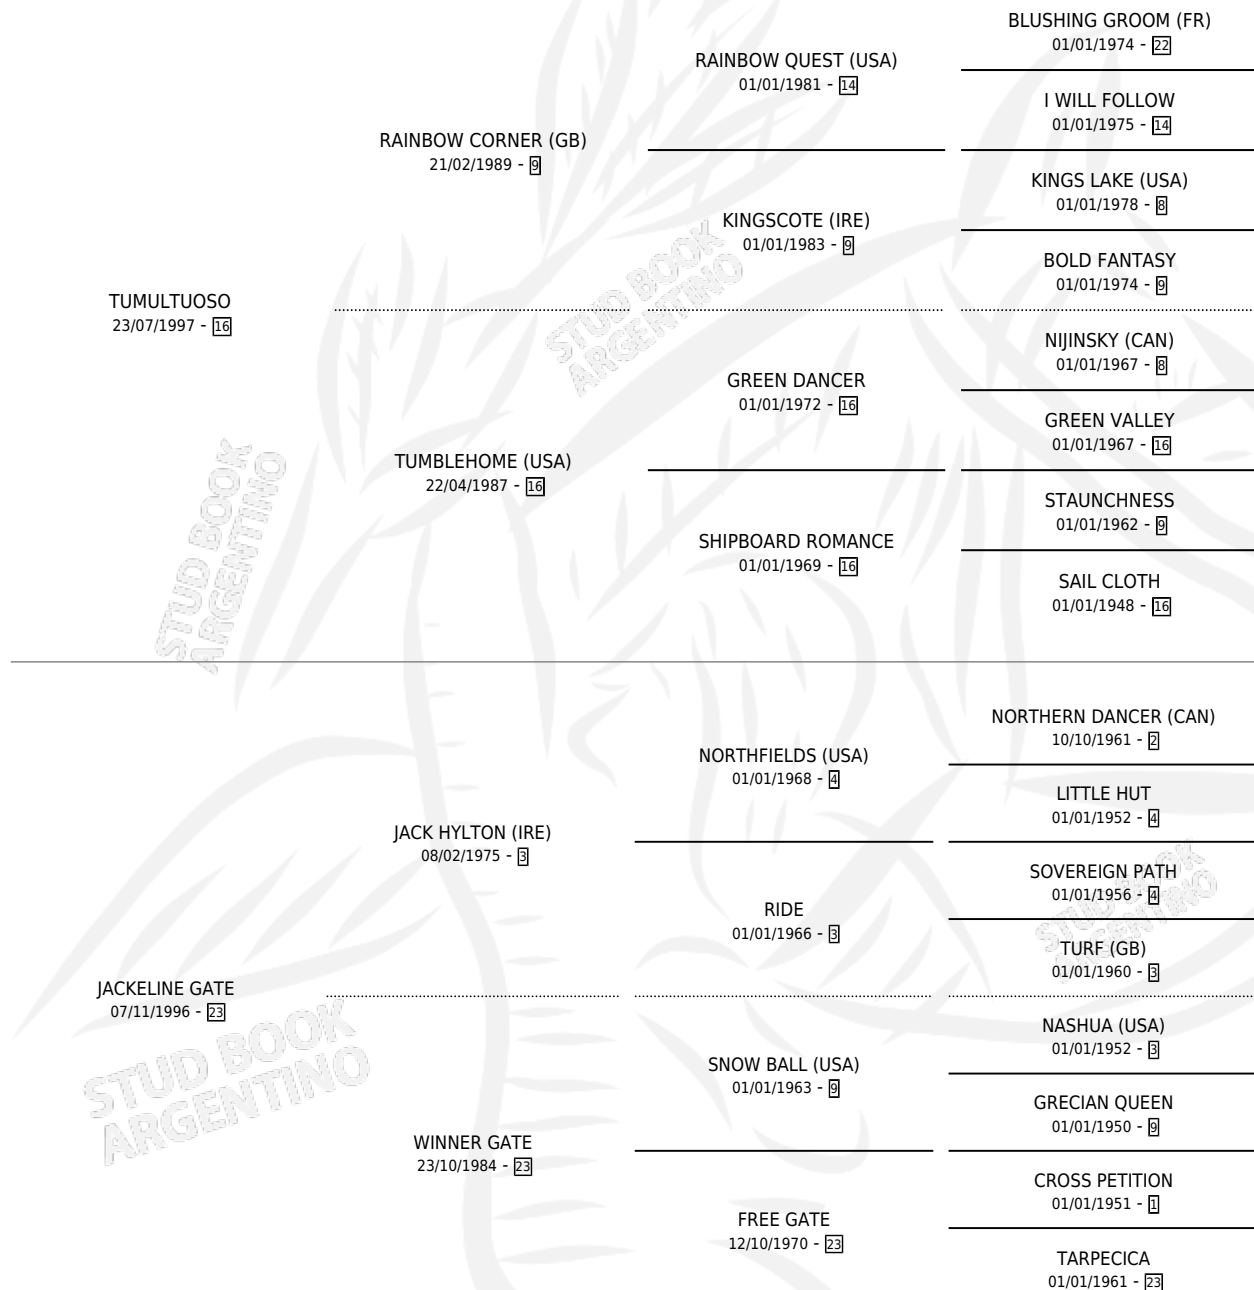 BLUSHING GROOM (FR)
01/01/1974 - 22
RAINBOW QUEST (USA)
01/01/1981 - 14
I WILL FOLLOW
01/01/1975 - 14
RAINBOW CORNER (GB)
21/02/1989 - 9
KINGS LAKE (USA)
01/01/1978 - 8
KINGSCOTE (IRE)
01/01/1983 - 9
BOLD FANTASY
01/01/1974 - 9
TUMULTUOSO
23/07/1997 - 16
NIJINSKY (CAN)
01/01/1967 - 8
GREEN DANCER
01/01/1972 - 16
GREEN VALLEY
01/01/1967 - 16
TUMBLEHOME (USA)
22/04/1987 - 16
STAUNCHNESS
01/01/1962 - 9
SHIPBOARD ROMANCE
01/01/1969 - 16
SAIL CLOTH
01/01/1948 - 16
NORTHERN DANCER (CAN)
10/10/1961 - 2
NORTHFIELDS (USA)
01/01/1968 - 4
LITTLE HUT
01/01/1952 - 4
JACK HYLTON (IRE)
08/02/1975 - 3
SOVEREIGN PATH
01/01/1956 - 4
RIDE
01/01/1966 - 3
TURF (GB)
01/01/1960 - 3
JACKELINE GATE
07/11/1996 - 23
NASHUA (USA)
01/01/1952 - 3
SNOW BALL (USA)
01/01/1963 - 9
GRECIAN QUEEN
01/01/1950 - 9
WINNER GATE
23/10/1984 - 23
CROSS PETITION
01/01/1951 - 1
FREE GATE
12/10/1970 - 23
TARPECICA
01/01/1961 - 23
STUD BOOK
ARGENTINO
STUD BOOK
ARGENTINO
STUD BOOK
ARGENTINO
STUD BOOK
ARGENTINO